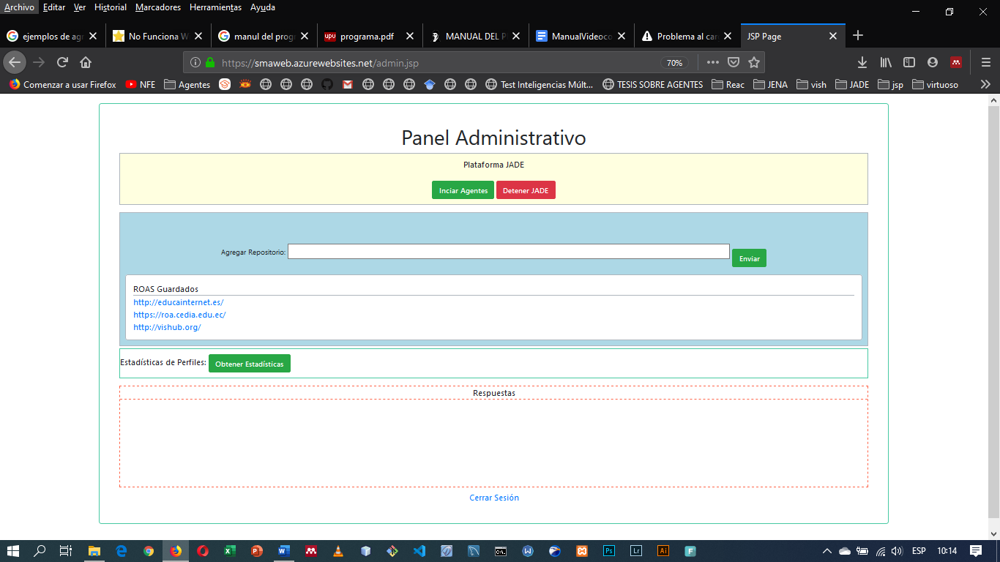 Archivo Editar Ver Historial Marcadores Herramientas Ayuda
ejemplos de agr No Funciona W manul del prog programa.pdf MANUAL DEL P ManualVideoco Problema al car JSP Page
https://smaweb.azurewebsites.net/admin.jsp 70%
Comenzar a usar Firefox NFE Agentes Test Inteligencias Múlt... TESIS SOBRE AGENTES Reac JENA vish JADE jsp virtuoso
Panel Administrativo
Plataforma JADE
Inciar Agentes Detener JADE
Agregar Repositorio: Enviar
ROAS Guardados
http://educainternet.es/
https://roa.cedia.edu.ec/
http://vishub.org/
Estadísticas de Perfiles: Obtener Estadísticas
Respuestas
Cerrar Sesión
ESP 10:14